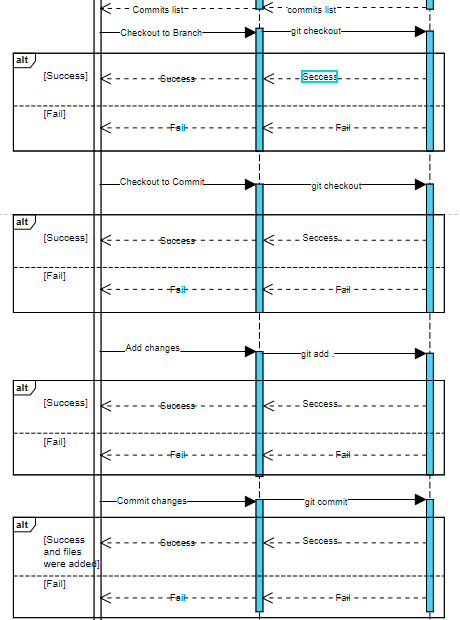 Commits list
commits list
Checkout to Branch
git checkout
alt
[Success]
Success
Seccess
[Fail]
Fail
Fail
Checkout to Commit
git checkout
alt
[Success]
Success
Seccess
[Fail]
Fail
Fail
Add changes
git add .
alt
[Success]
Success
Seccess
[Fail]
Fail
Fail
Commit changes
git commit
alt
[Success
and files
were added]
Success
Seccess
[Fail]
Fail
Fail